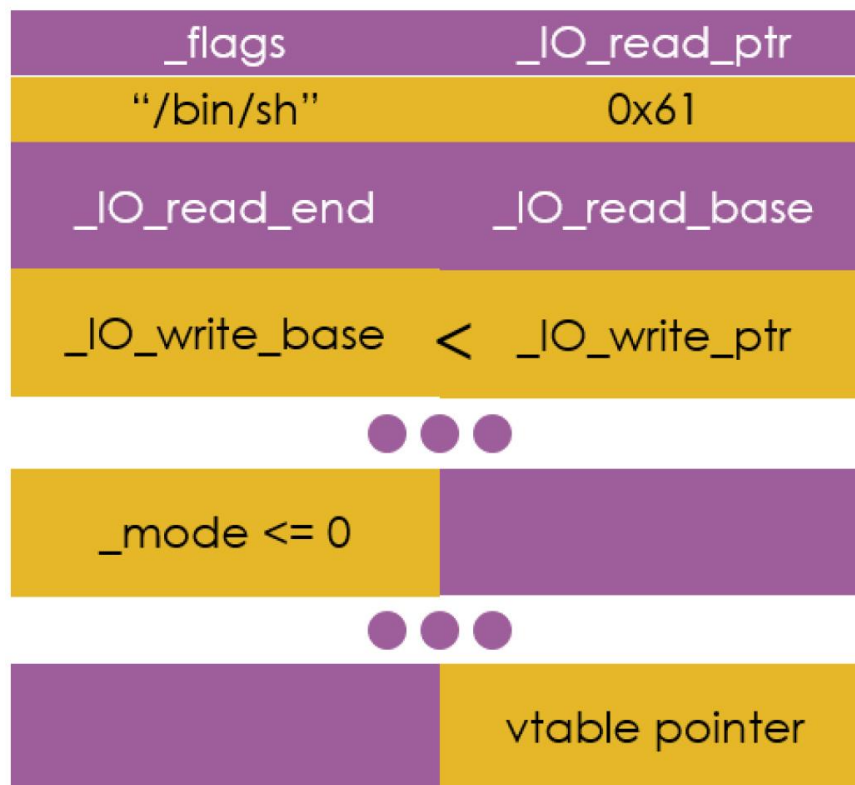 _flags _IO_read_ptr
“/bin/sh” 0x61
_IO_read_end _IO_read_base
_IO_write_base < _IO_write_ptr
_mode <= 0
vtable pointer